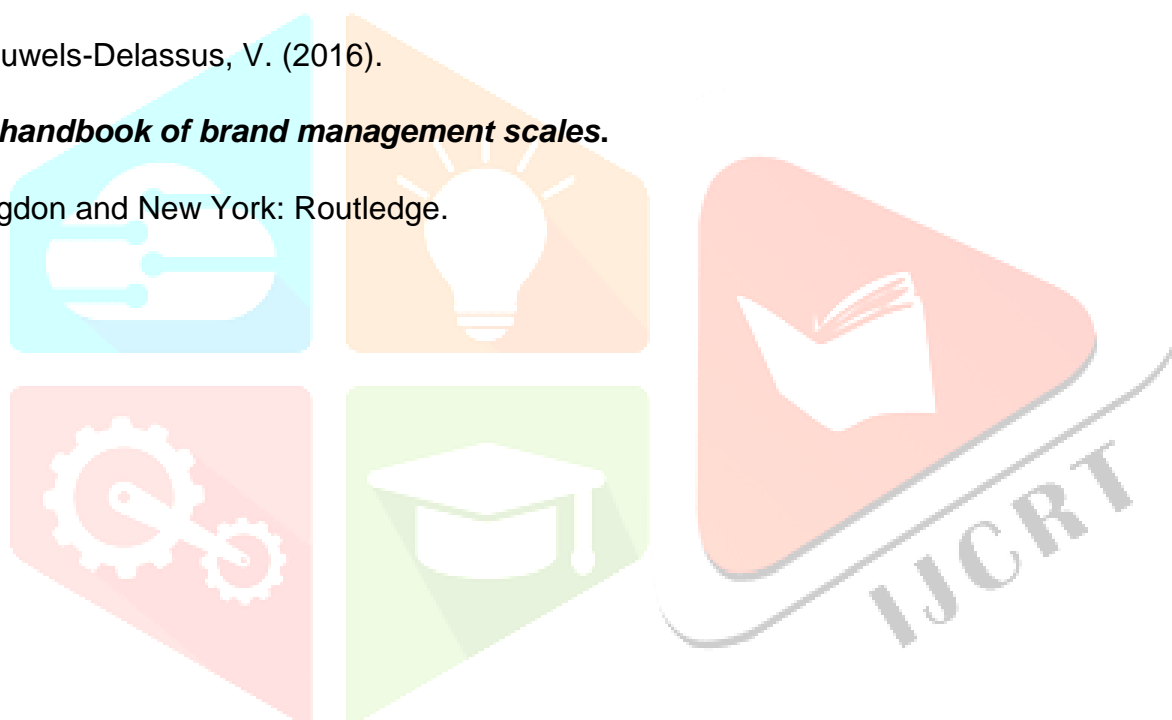 uwels-Delassus, V. (2016).
handbook of brand management scales.
gdon and New York: Routledge.
IJCRT